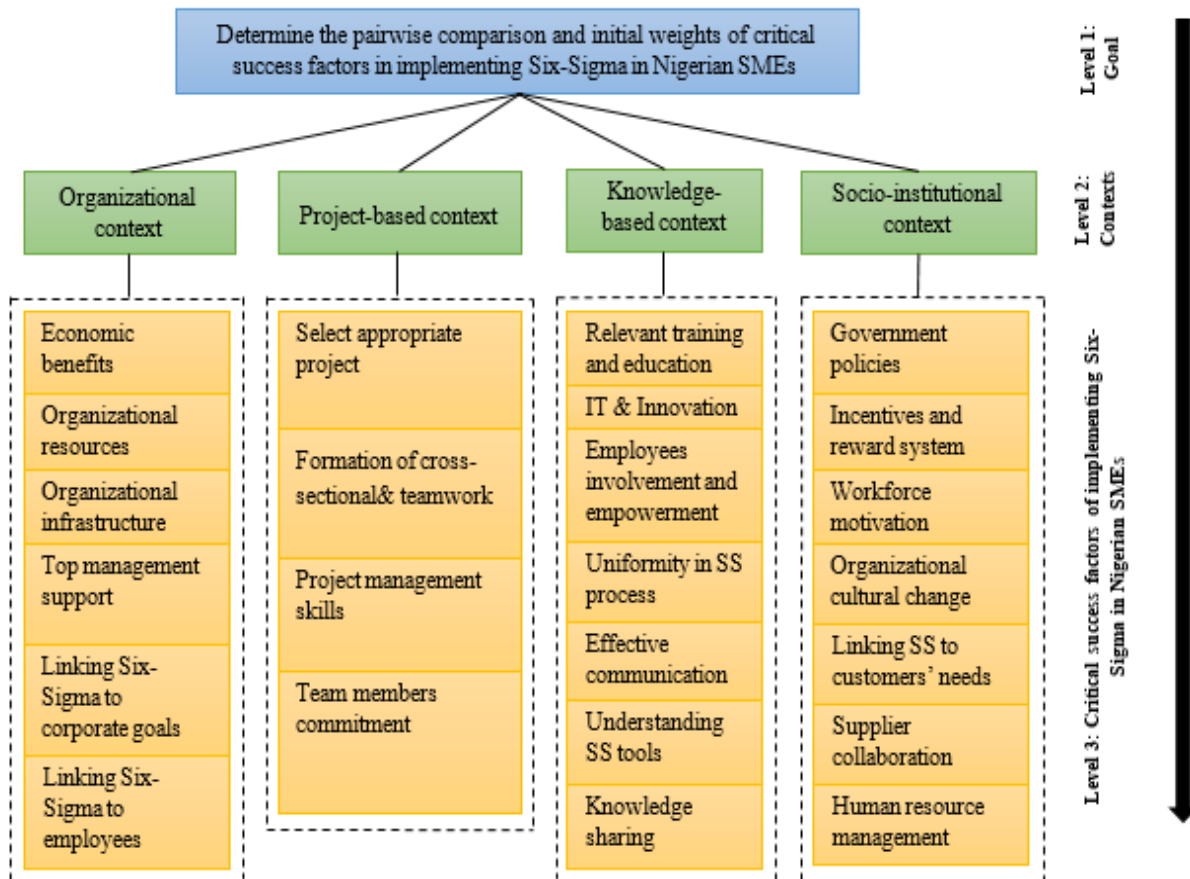 Determine the pairwise comparison and initial weights of critical
success factors in implementing Six-Sigma in Nigerian SMEs
Level 1:
Goal
Organizational
context
Project-based context
Knowledge-
based context
Socio-institutional
context
Level 2:
Contexts
Economic
benefits
Organizational
resources
Organizational
infrastructure
Top management
support
Linking Six-
Sigma to
corporate goals
Linking Six-
Sigma to
employees
Select appropriate
project
Formation of cross-
sectional& teamwork
Project management
skills
Team members
commitment
Relevant training
and education
IT & Innovation
Employees
involvement and
empowerment
Uniformity in SS
process
Effective
communication
Understanding
SS tools
Knowledge
sharing
Government
policies
Incentives and
reward system
Workforce
motivation
Organizational
cultural change
Linking SS to
customers’ needs
Supplier
collaboration
Human resource
management
Level 3: Critical success factors of implementing Six-
Sigma in Nigerian SMEs